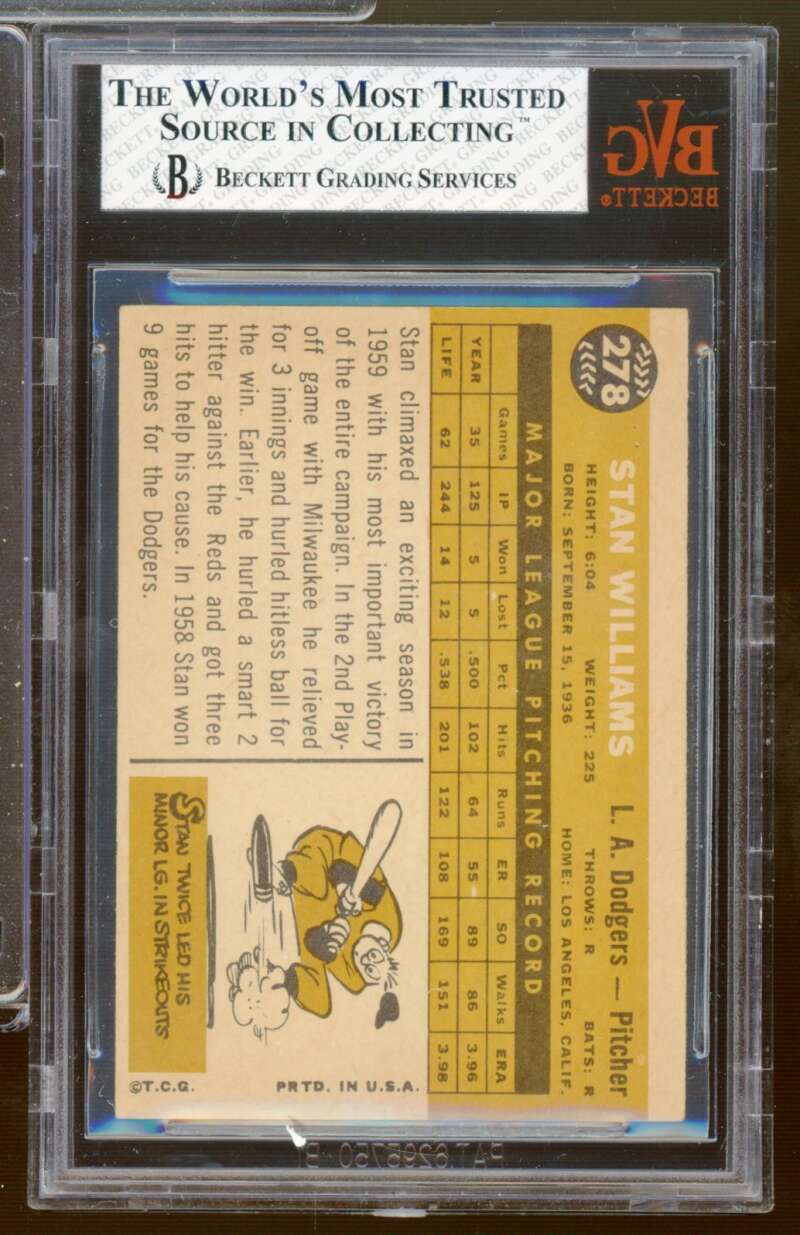 THE WORLD'S MOST TRUSTED
SOURCE IN COLLECTING™
B BECKETT GRADING SERVICES
BVG
BECKETT®
278
STAN WILLIAMS L. A. Dodgers — Pitcher
HEIGHT: 6:04 WEIGHT: 225 THROWS: R BATS: R
BORN: SEPTEMBER 15, 1936 HOME: LOS ANGELES, CALIF.
MAJOR LEAGUE PITCHING RECORD
Games IP Won Lost Pct Hits Runs ER SO Walks ERA
YEAR 35 125 5 5 .500 102 64 55 89 86 3.96
LIFE 62 244 14 12 .538 201 122 108 169 151 3.98
Stan climaxed an exciting season in
1959 with his most important victory
of the entire campaign. In the 2nd Play-
off game with Milwaukee he relieved
for 3 innings and hurled hitless ball for
the win. Earlier, he hurled a smart 2
hitter against the Reds and got three
hits to help his cause. In 1958 Stan won
9 games for the Dodgers.
STAN TWICE LED HIS
MINOR LG. IN STRIKEOUTS
©T.C.G. PRTD. IN U.S.A.